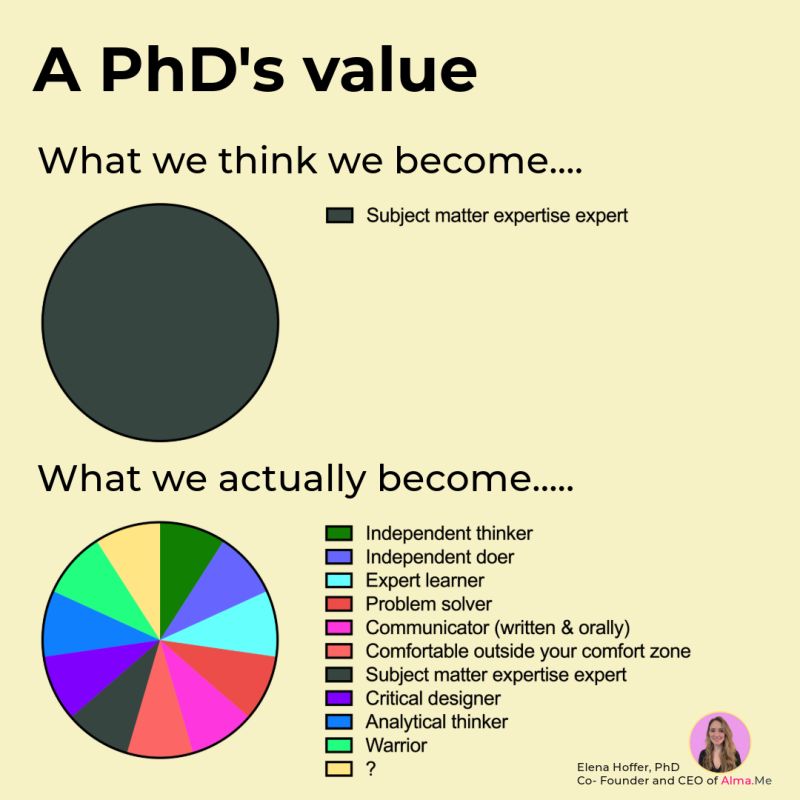 A PhD's value
What we think we become....
Subject matter expertise expert
What we actually become.....
Independent thinker
Independent doer
Expert learner
Problem solver
Communicator (written & orally)
Comfortable outside your comfort zone
Subject matter expertise expert
Critical designer
Analytical thinker
Warrior
?
Elena Hoffer, PhD
Co- Founder and CEO of Alma.Me